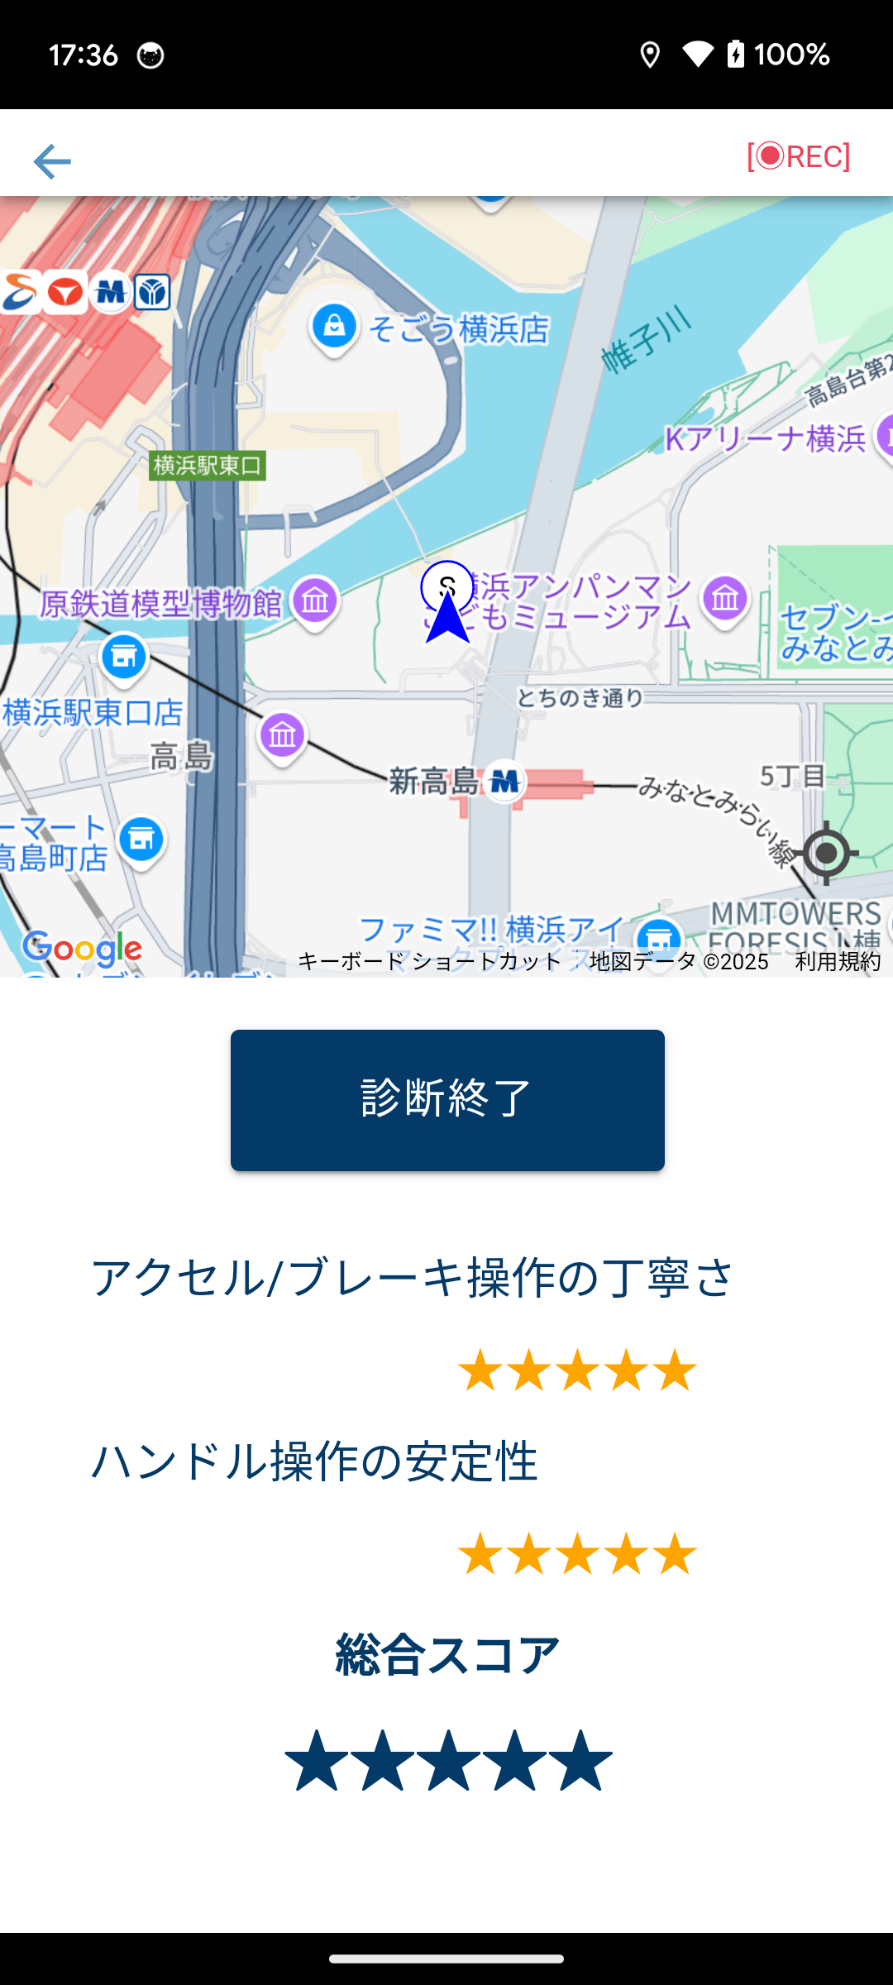 17:36
100%
[◉REC]
そごう横浜店
帷子川
高島台第2
Kアリーナ横浜
横浜駅東口
S
浜アンパンマン
こどもミュージアム
原鉄道模型博物館
セブン-イ
みなとみ
横浜駅東口店
とちのき通り
高島
新高島
5丁目
みなとみらい線
ーマート
高島町店
ファミマ!! 横浜アイ
MMTOWERS
FORESIS L棟
Google
キーボード ショートカット
地図データ ©2025
利用規約
診断終了
アクセル/ブレーキ操作の丁寧さ
★★★★★
ハンドル操作の安定性
★★★★★
総合スコア
★★★★★